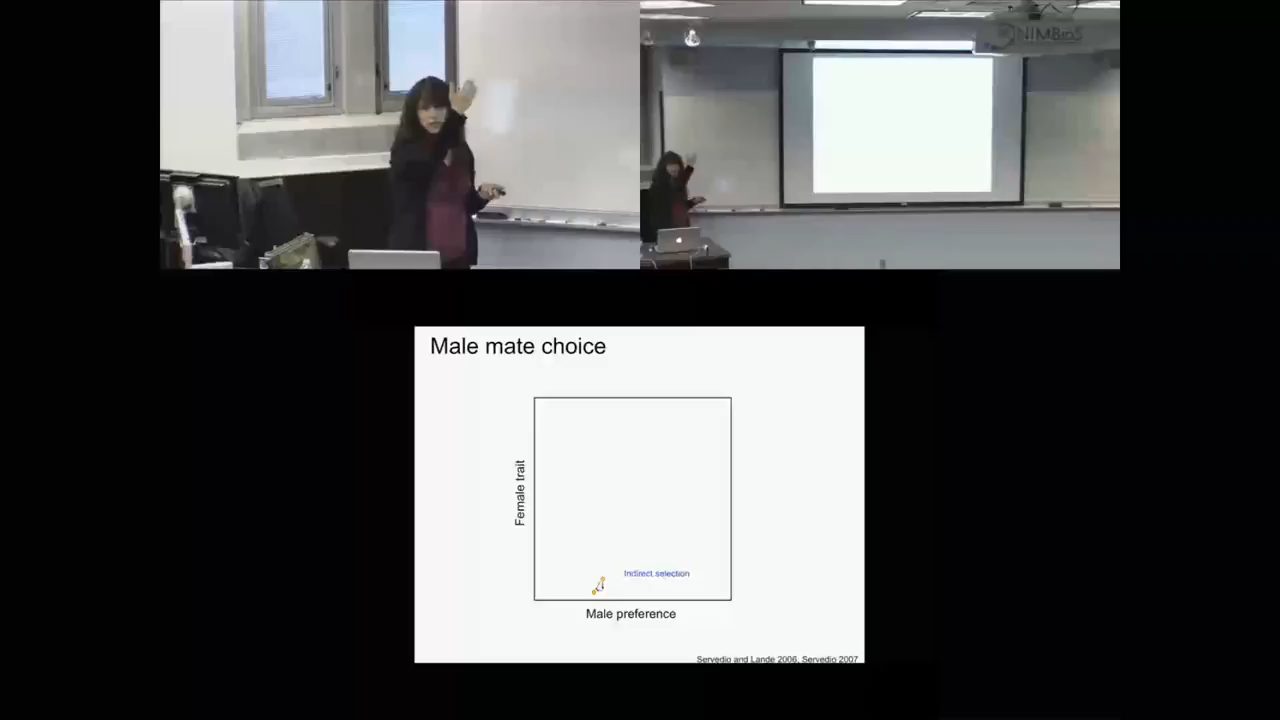 NIMBioS
Male mate choice
Female trait
Indirect selection
Male preference
Servedio and Lande 2006, Servedio 2007